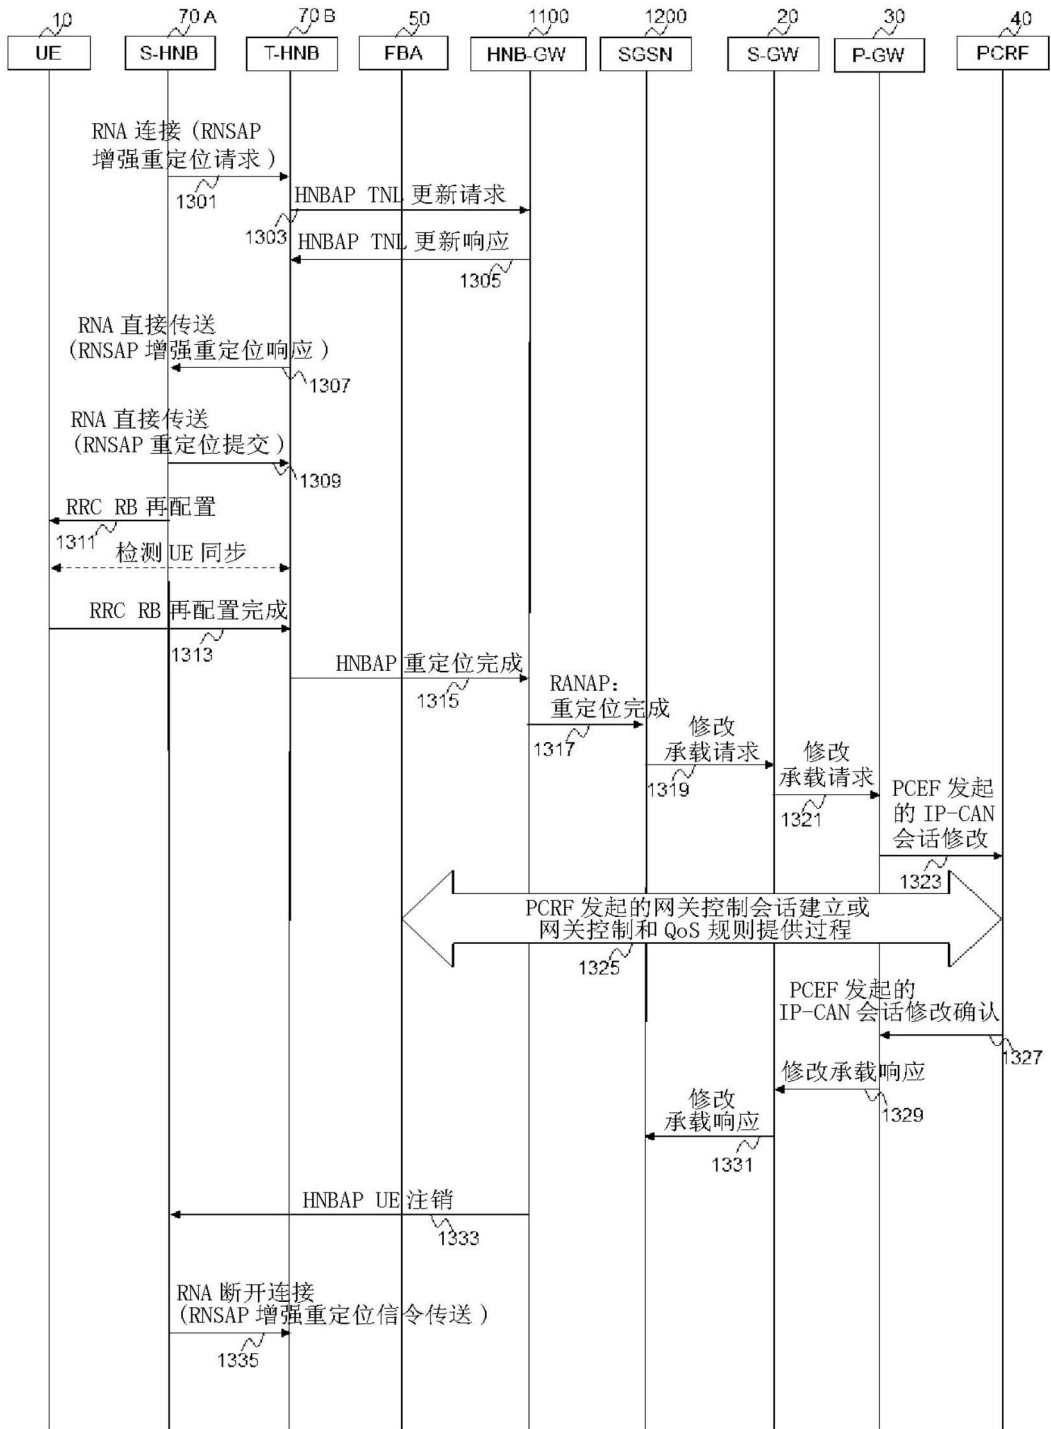 10 70 A 70 B 50 1100 1200 20 30 40
UE S-HNB T-HNB FBA HNB-GW SGSN S-GW P-GW PCRF
RNA 连接 (RNSAP
增强重定位请求 )
1301
HNBAP TNL 更新请求
1303
HNBAP TNL 更新响应
1305
RNA 直接传送
(RNSAP 增强重定位响应 )
1307
RNA 直接传送
(RNSAP 重定位提交 )
1309
RRC RB 再配置
1311
检测 UE 同步
RRC RB 再配置完成
1313
HNBAP 重定位完成
1315
RANAP:
重定位完成
1317
修改
承载请求
1319
修改
承载请求
1321
PCEF 发起
的 IP-CAN
会话修改
1323
PCRF 发起的网关控制会话建立或
网关控制和 QoS 规则提供过程
1325
PCEF 发起的
IP-CAN 会话修改确认
1327
修改承载响应
1329
修改
承载响应
1331
HNBAP UE 注销
1333
RNA 断开连接
(RNSAP 增强重定位信令传送 )
1335